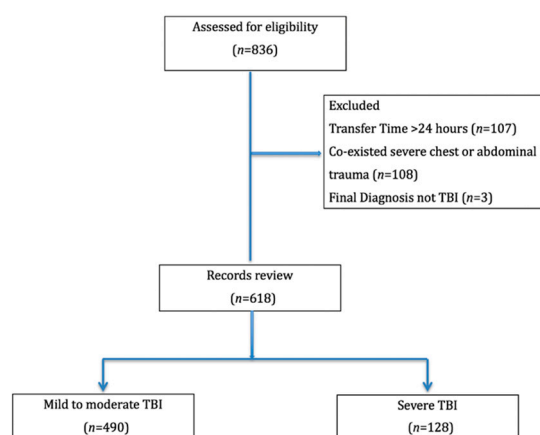 Assessed for eligibility
(n=836)
Excluded
Transfer Time >24 hours (n=107)
Co-existed severe chest or abdominal
trauma (n=108)
Final Diagnosis not TBI (n=3)
Records review
(n=618)
Mild to moderate TBI
(n=490)
Severe TBI
(n=128)